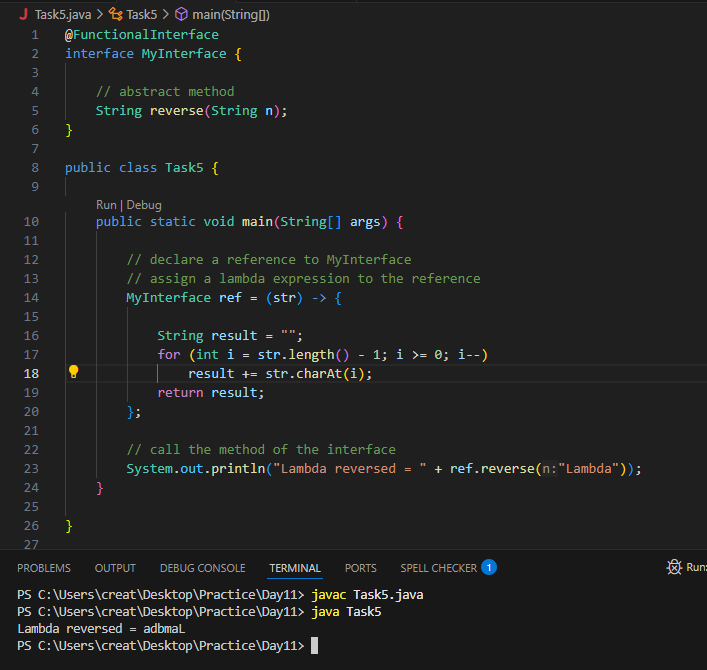 Task5.java > Task5 > main(String[])
1 @FunctionalInterface
2 interface MyInterface {
3
4     // abstract method
5     String reverse(String n);
6 }
7
8 public class Task5 {
9
Run | Debug
10     public static void main(String[] args) {
11
12         // declare a reference to MyInterface
13         // assign a lambda expression to the reference
14         MyInterface ref = (str) -> {
15
16             String result = "";
17             for (int i = str.length() - 1; i >= 0; i--)
18                 result += str.charAt(i);
19             return result;
20         };
21
22         // call the method of the interface
23         System.out.println("Lambda reversed = " + ref.reverse(n:"Lambda"));
24     }
25
26 }
27
PROBLEMS OUTPUT DEBUG CONSOLE TERMINAL PORTS SPELL CHECKER 1 Run:
PS C:\Users\creat\Desktop\Practice\Day11> javac Task5.java
PS C:\Users\creat\Desktop\Practice\Day11> java Task5
Lambda reversed = adbmaL
PS C:\Users\creat\Desktop\Practice\Day11>